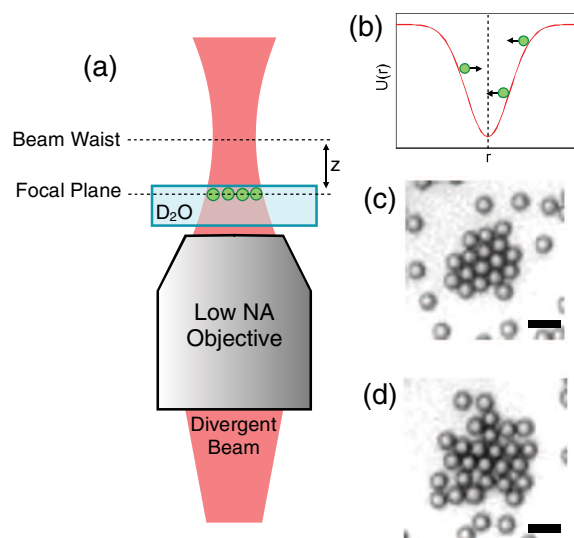 (a)
Beam Waist
z
Focal Plane
D₂O
Low NA
Objective
Divergent
Beam
(b)
U(r)
r
(c)
(d)